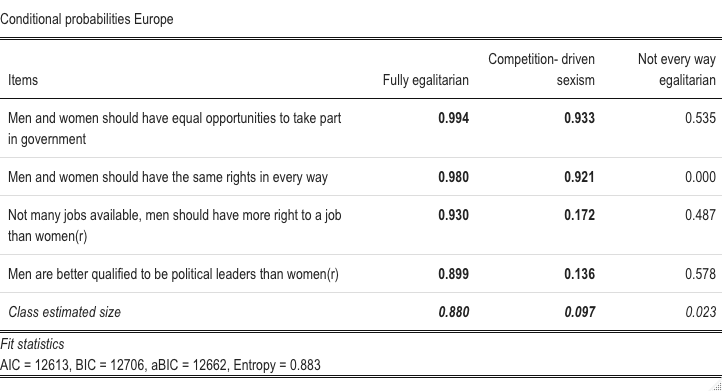 Conditional probabilities Europe
Competition- driven Not every way
Items Fully egalitarian sexism egalitarian
Men and women should have equal opportunities to take part 0.994 0.933 0.535
in government
Men and women should have the same rights in every way 0.980 0.921 0.000
Not many jobs available, men should have more right to a job 0.930 0.172 0.487
than women(r)
Men are better qualified to be political leaders than women(r) 0.899 0.136 0.578
Class estimated size 0.880 0.097 0.023
Fit statistics
AIC = 12613, BIC = 12706, aBIC = 12662, Entropy = 0.883